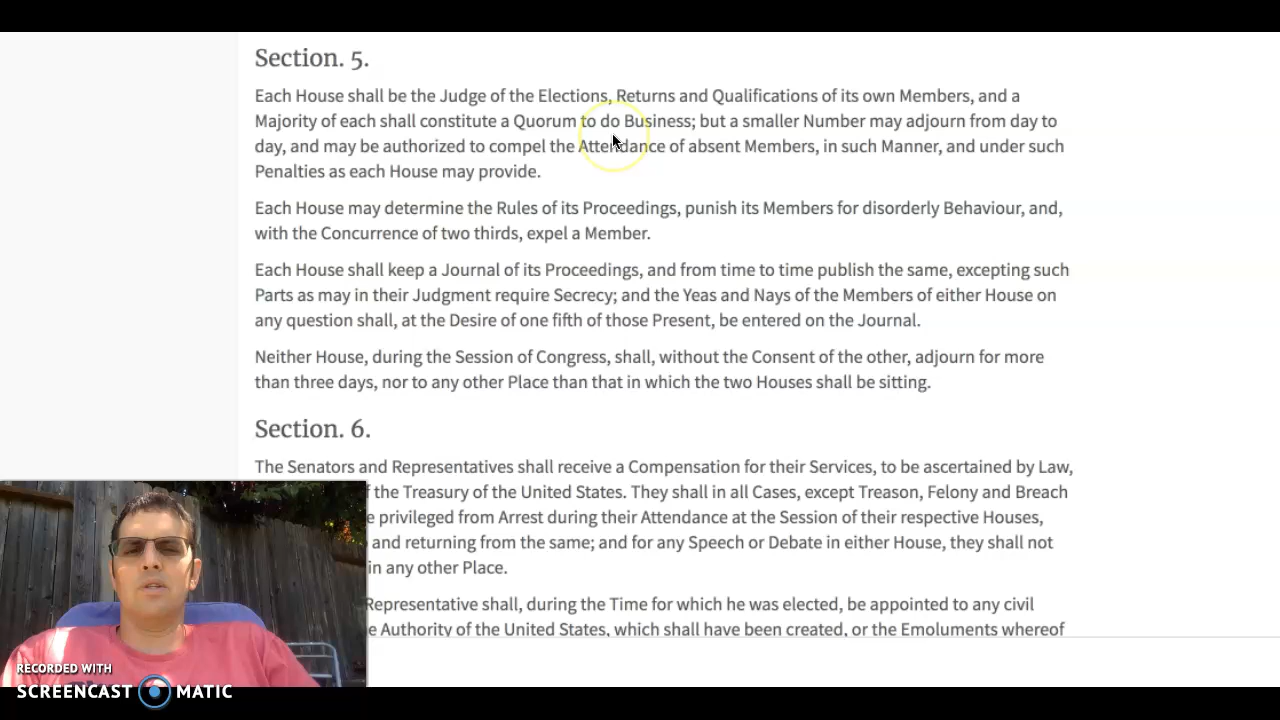 Section. 5.
Each House shall be the Judge of the Elections, Returns and Qualifications of its own Members, and a
Majority of each shall constitute a Quorum to do Business; but a smaller Number may adjourn from day to
day, and may be authorized to compel the Attendance of absent Members, in such Manner, and under such
Penalties as each House may provide.
Each House may determine the Rules of its Proceedings, punish its Members for disorderly Behaviour, and,
with the Concurrence of two thirds, expel a Member.
Each House shall keep a Journal of its Proceedings, and from time to time publish the same, excepting such
Parts as may in their Judgment require Secrecy; and the Yeas and Nays of the Members of either House on
any question shall, at the Desire of one fifth of those Present, be entered on the Journal.
Neither House, during the Session of Congress, shall, without the Consent of the other, adjourn for more
than three days, nor to any other Place than that in which the two Houses shall be sitting.
Section. 6.
The Senators and Representatives shall receive a Compensation for their Services, to be ascertained by Law,
the Treasury of the United States. They shall in all Cases, except Treason, Felony and Breach
privileged from Arrest during their Attendance at the Session of their respective Houses,
and returning from the same; and for any Speech or Debate in either House, they shall not
in any other Place.
Representative shall, during the Time for which he was elected, be appointed to any civil
Authority of the United States, which shall have been created, or the Emoluments whereof
RECORDED WITH
SCREENCAST MATIC